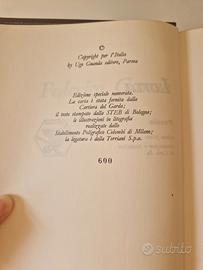 ©
Copyright per l'Italia
by Ugo Guanda editore, Parma
Edizione speciale numerata.
La carta è stata fornita dalla
Cartiera del Garda;
il testo stampato dalla STEB di Bologna;
le illustrazioni in litografia
realizzate dallo
Stabilimento Poligrafico Colombi di Milano;
la legatura è della Torriani S.p.a.
600
subito